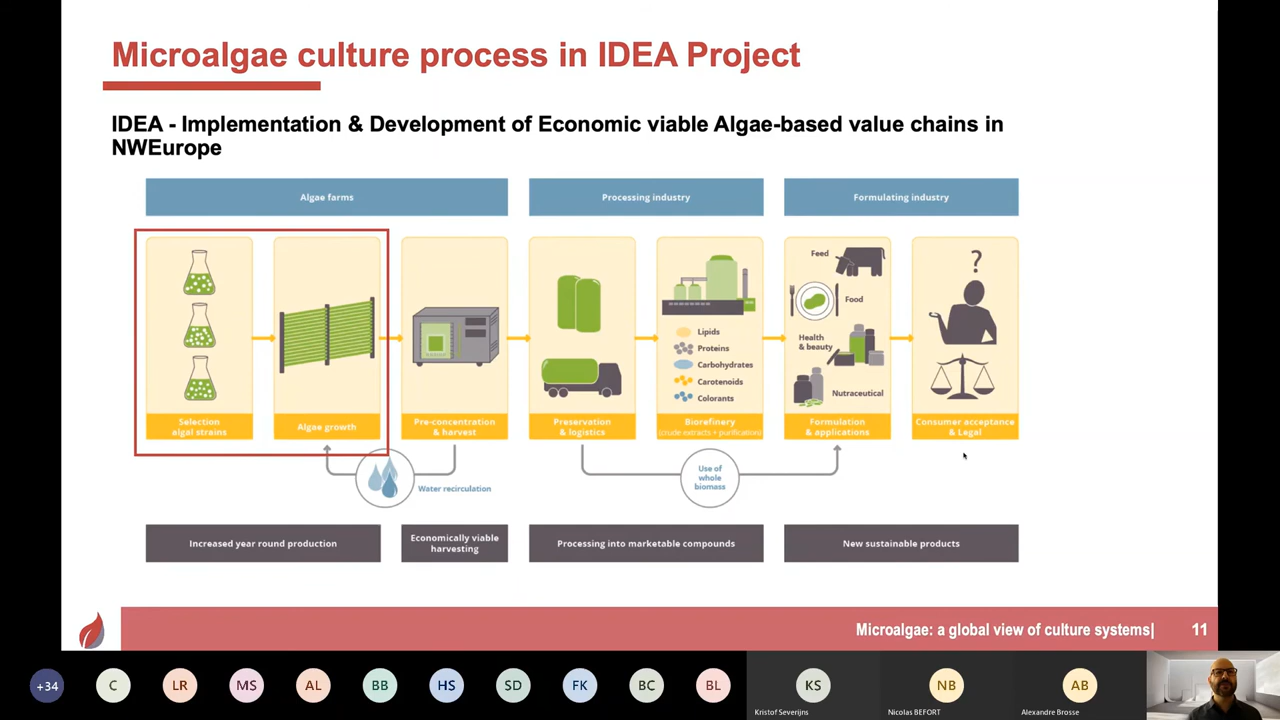 Microalgae culture process in IDEA Project
IDEA - Implementation & Development of Economic viable Algae-based value chains in
NWEurope
Algae farms
Processing industry
Formulating industry
Selection
algal strains
Algae growth
Pre-concentration
& harvest
Preservation
& logistics
Lipids
Proteins
Carbohydrates
Carotenoids
Colorants
Biorefinery
(crude extracts + purification)
Feed
Food
Health
& beauty
Nutraceutical
Formulation
& applications
?
Consumer acceptance
& Legal
Water recirculation
Use of
whole
biomass
Increased year round production
Economically viable
harvesting
Processing into marketable compounds
New sustainable products
Microalgae: a global view of culture systems|
11
+34
C
LR
MS
AL
BB
HS
SD
FK
BC
BL
KS
Kristof Severijns
NB
Nicolas BEFORT
AB
Alexandre Brosse